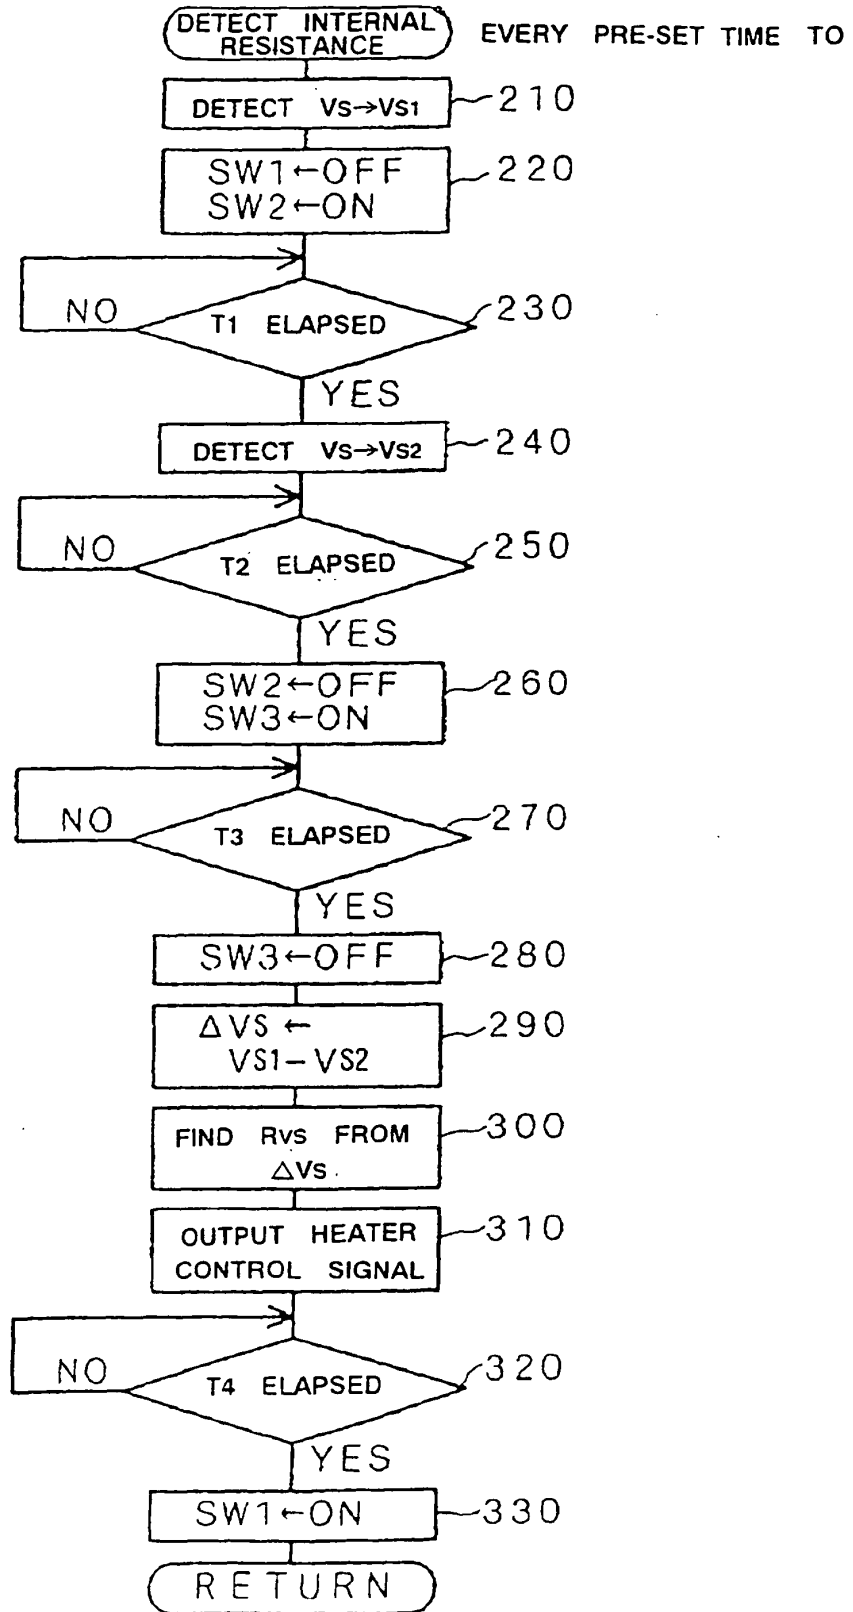 DETECT INTERNAL
RESISTANCE
EVERY PRE-SET TIME TO
DETECT Vs→Vs1
210
SW1←OFF
SW2←ON
220
NO
T1 ELAPSED
230
YES
DETECT Vs→Vs2
240
NO
T2 ELAPSED
250
YES
SW2←OFF
SW3←ON
260
NO
T3 ELAPSED
270
YES
SW3←OFF
280
△VS ←
VS1−VS2
290
FIND Rvs FROM
△Vs
300
OUTPUT HEATER
CONTROL SIGNAL
310
NO
T4 ELAPSED
320
YES
SW1←ON
330
RETURN